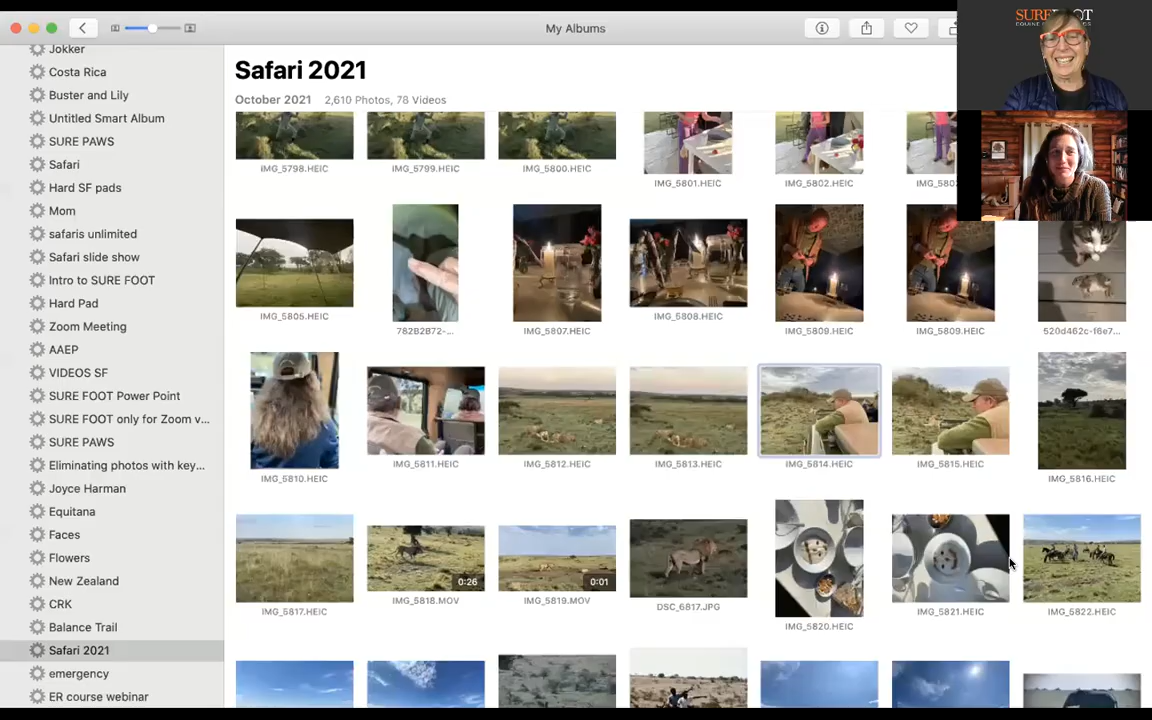 My Albums
SUREFOOT
EQUINE
Jokker
Costa Rica
Buster and Lily
Untitled Smart Album
SURE PAWS
Safari
Hard SF pads
Mom
safaris unlimited
Safari slide show
Intro to SURE FOOT
Hard Pad
Zoom Meeting
AAEP
VIDEOS SF
SURE FOOT Power Point
SURE FOOT only for Zoom v...
SURE PAWS
Eliminating photos with key...
Joyce Harman
Equitana
Faces
Flowers
New Zealand
CRK
Balance Trail
Safari 2021
emergency
ER course webinar
Safari 2021
October 2021 2,610 Photos, 78 Videos
IMG_5798.HEIC IMG_5799.HEIC IMG_5800.HEIC
IMG_5801.HEIC IMG_5802.HEIC
IMG_5805.HEIC 782B2B72-... IMG_5807.HEIC IMG_5808.HEIC IMG_5809.HEIC IMG_5809.HEIC 520d462c-f6e7...
IMG_5810.HEIC IMG_5811.HEIC IMG_5812.HEIC IMG_5813.HEIC IMG_5814.HEIC IMG_5815.HEIC IMG_5816.HEIC
0:26 0:01
IMG_5817.HEIC IMG_5818.MOV IMG_5819.MOV DSC_6817.JPG IMG_5820.HEIC IMG_5821.HEIC IMG_5822.HEIC